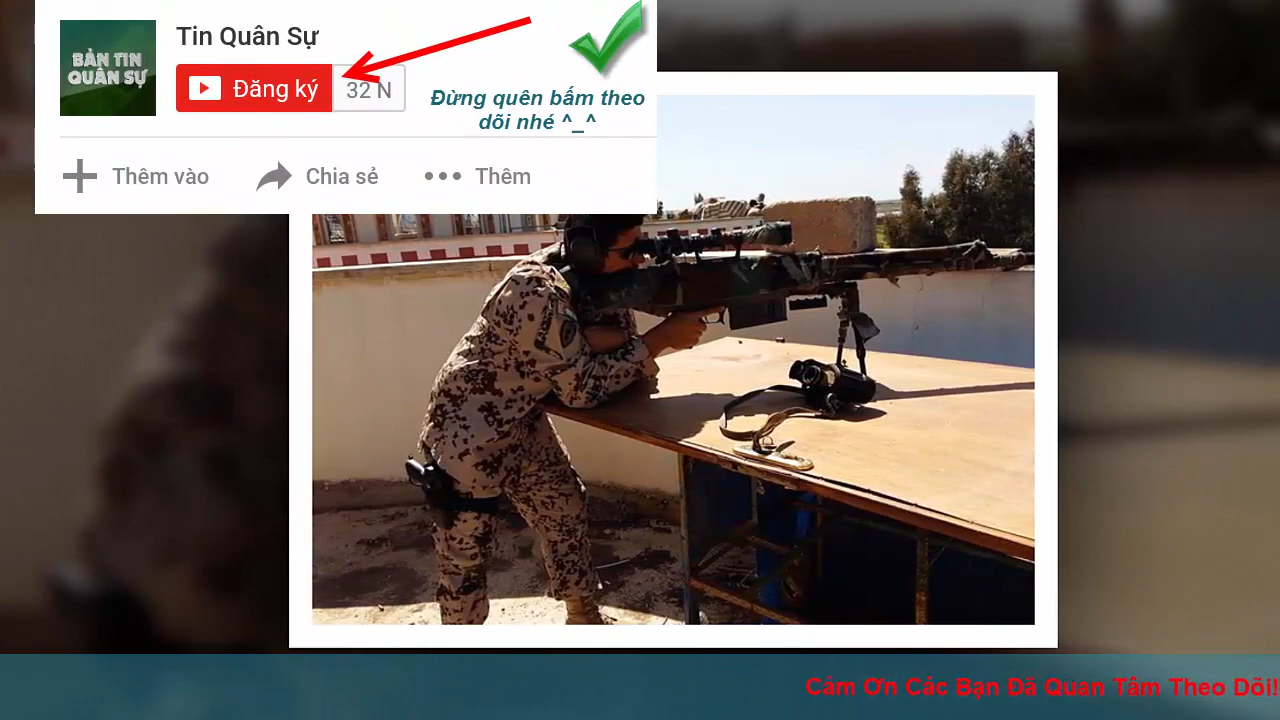 BẢN TIN
QUÂN SỰ
Tin Quân Sự
Đăng ký
32 N
Đừng quên bấm theo
dõi nhé ^_^
Thêm vào
Chia sẻ
Thêm
Cảm Ơn Các Bạn Đã Quan Tâm Theo Dõi!